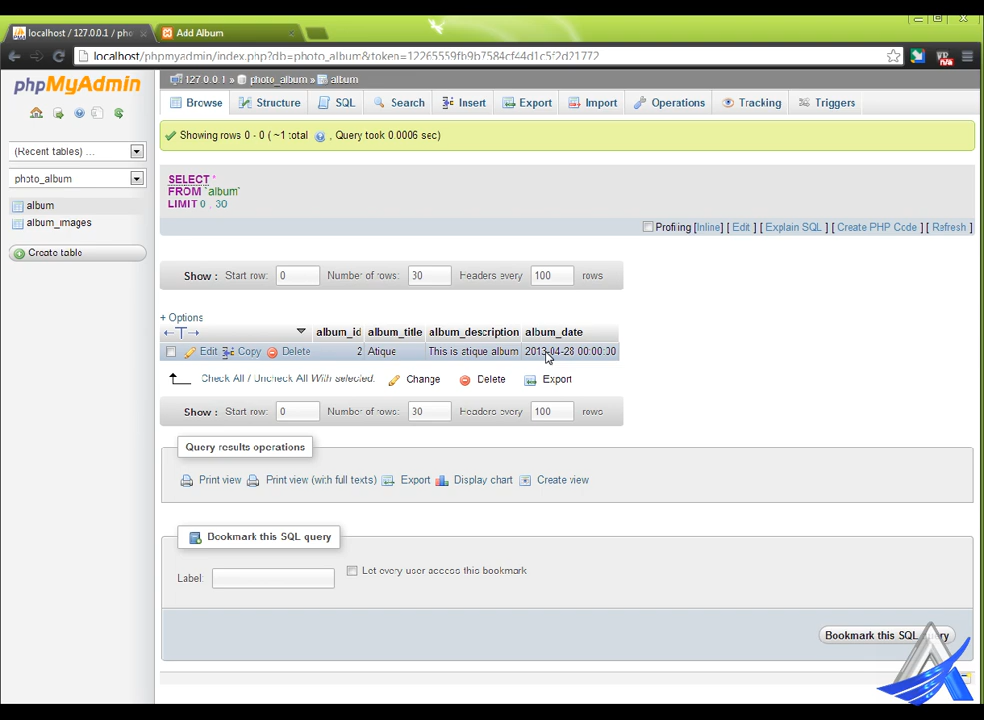 localhost / 127.0.0.1 / pho
Add Album
localhost/phpmyadmin/index.php?db=photo_album&token=12265559fb9b7584cf44d1c5f2d21772
phpMyAdmin
127.0.0.1 » photo_album » album
Browse Structure SQL Search Insert Export Import Operations Tracking Triggers
(Recent tables) ...
photo_album
album
album_images
Create table
Showing rows 0 - 0 ( ~1 total , Query took 0.0006 sec)
SELECT *
FROM `album`
LIMIT 0 , 30
Profiling [Inline] [ Edit ] [ Explain SQL ] [ Create PHP Code ] [ Refresh ]
Show : Start row: 0 Number of rows: 30 Headers every 100 rows
+ Options
album_id album_title album_description album_date
Edit Copy Delete 2 Atique This is atique album 2013-04-28 00:00:00
Check All / Uncheck All With selected: Change Delete Export
Show : Start row: 0 Number of rows: 30 Headers every 100 rows
Query results operations
Print view Print view (with full texts) Export Display chart Create view
Bookmark this SQL query
Label: Let every user access this bookmark
Bookmark this SQL query